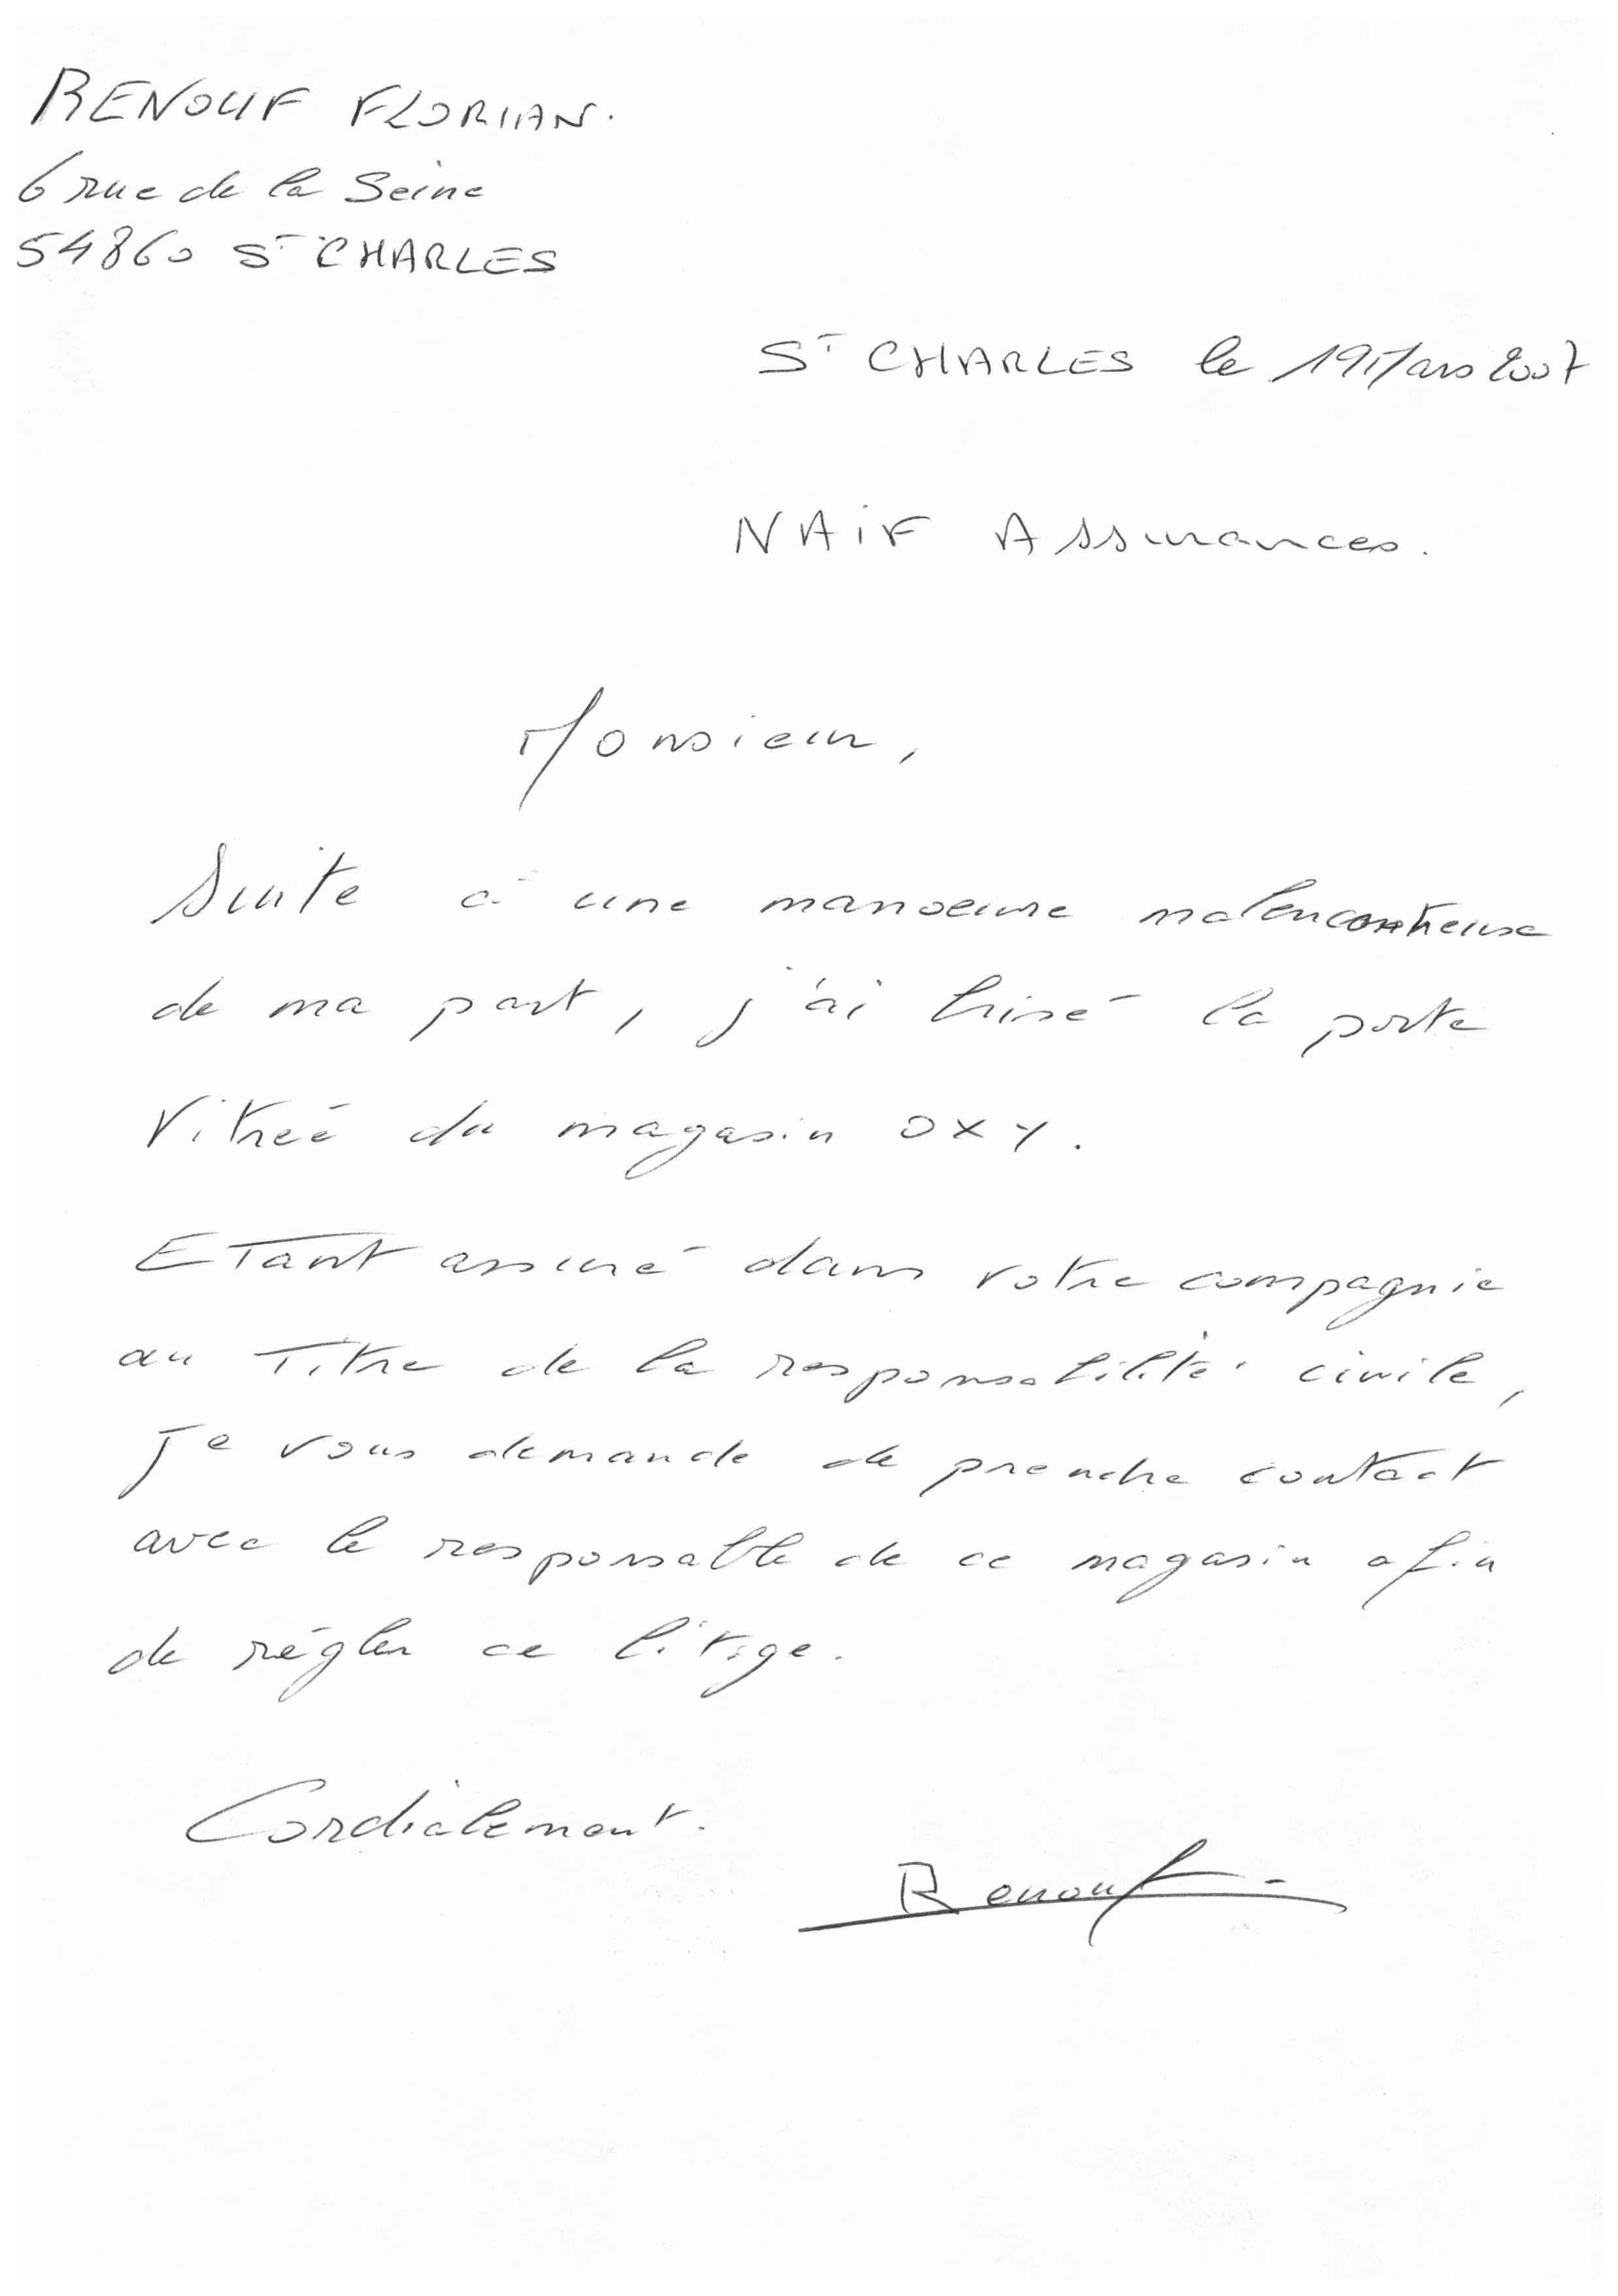 RENOUF FLORIAN.
6 rue de la Seine
54860 St CHARLES
St CHARLES le 19 Mars 2007
NAiF Assurances.
Monsieur,
Suite à une manoeuvre malencontreuse
de ma part, j'ai brisé la porte
Vitrée du magasin OXY.
Etant assuré dans votre compagnie
au Titre de la responsabilité civile,
je vous demande de prendre contact
avec le responsable de ce magasin afin
de régler ce litige.
Cordialement.
Renouf